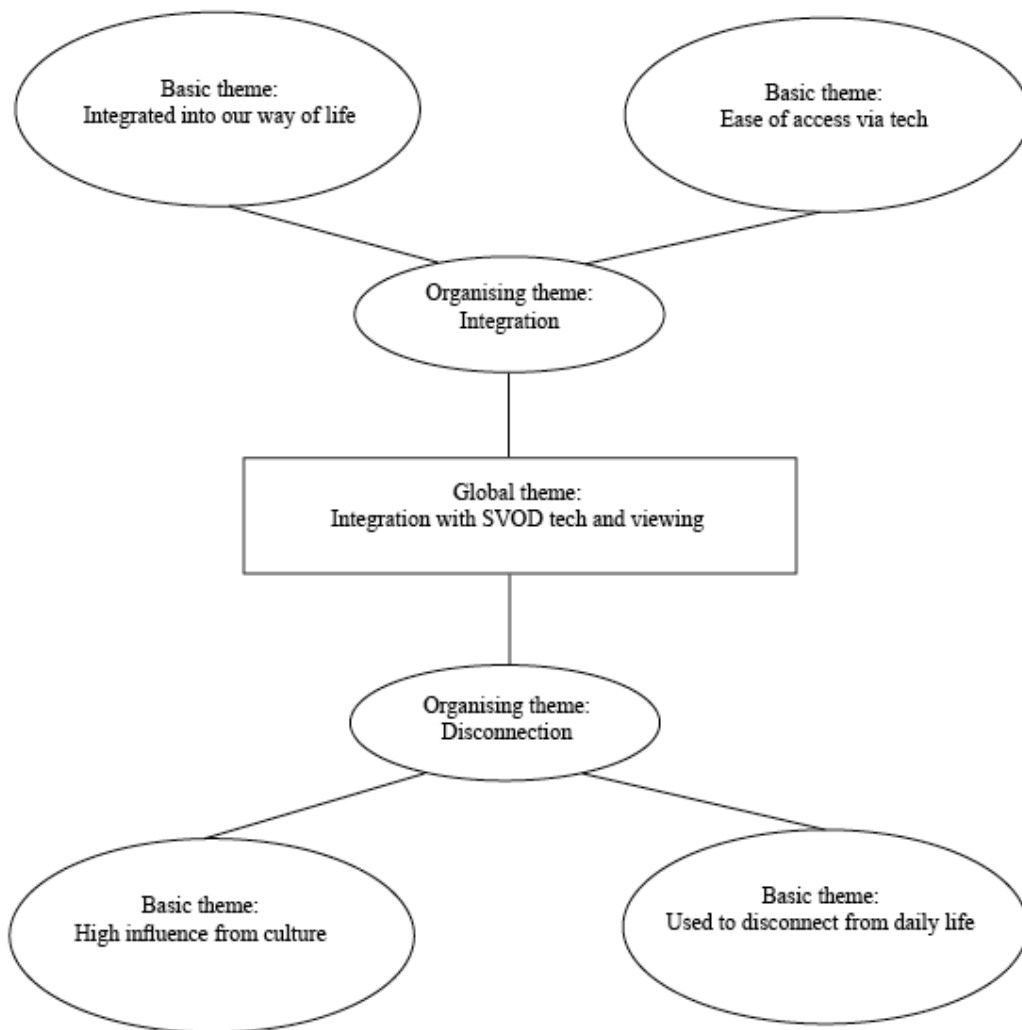 Basic theme:
Integrated into our way of life
Basic theme:
Ease of access via tech
Organising theme:
Integration
Global theme:
Integration with SVOD tech and viewing
Organising theme:
Disconnection
Basic theme:
High influence from culture
Basic theme:
Used to disconnect from daily life